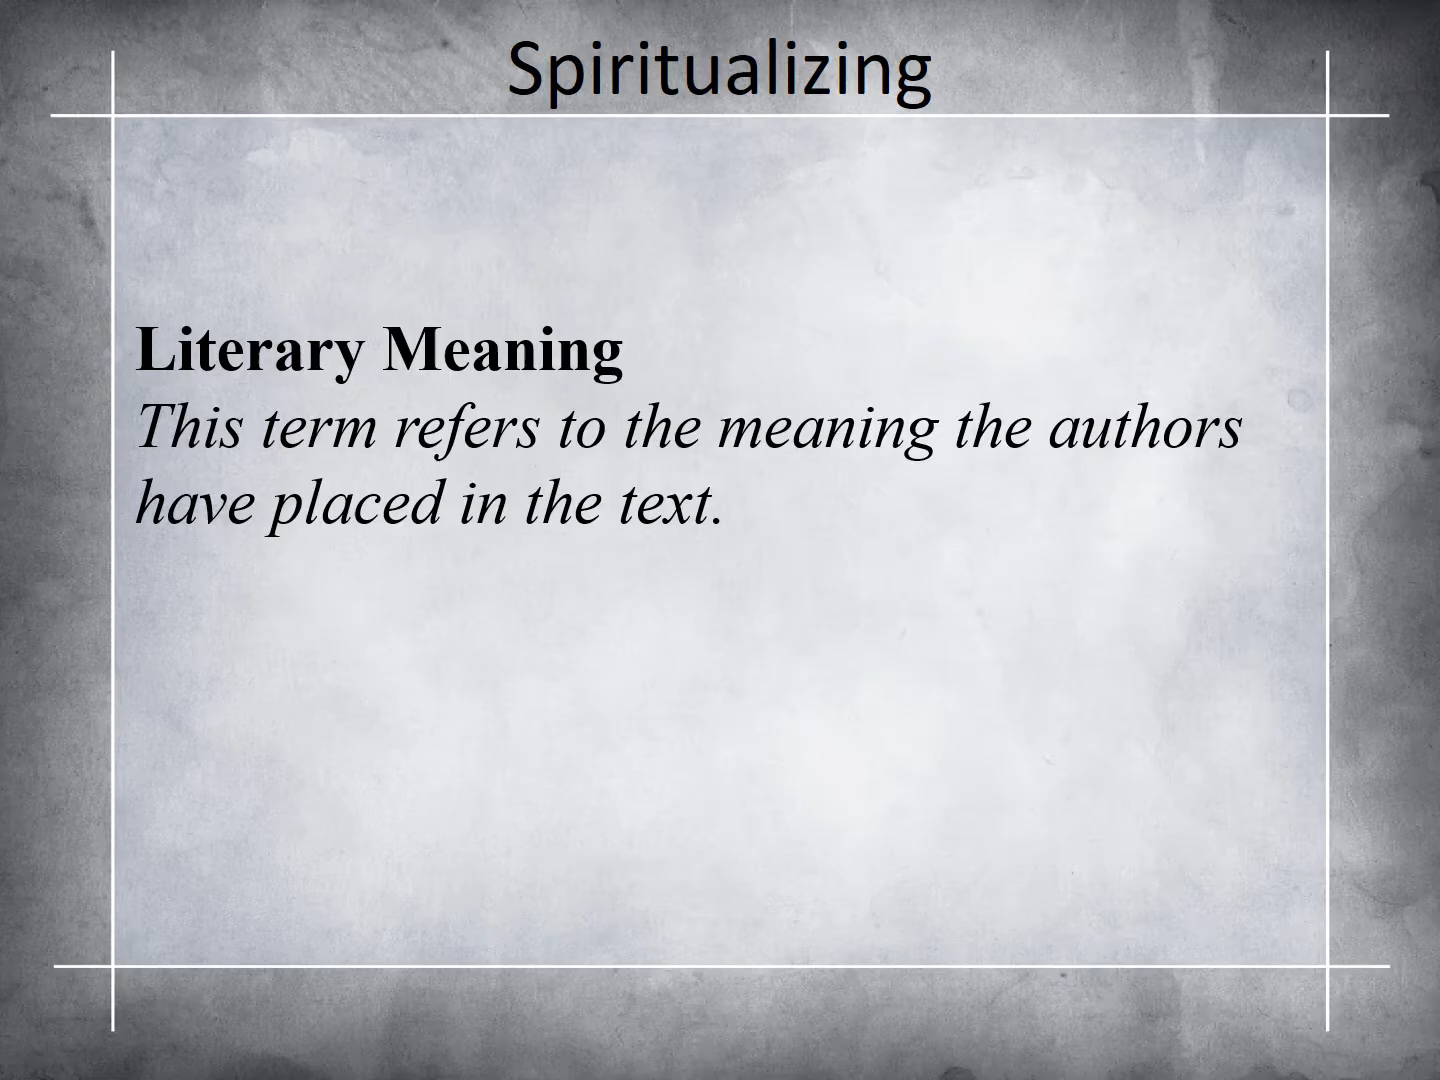 Spiritualizing
Literary Meaning
This term refers to the meaning the authors
have placed in the text.